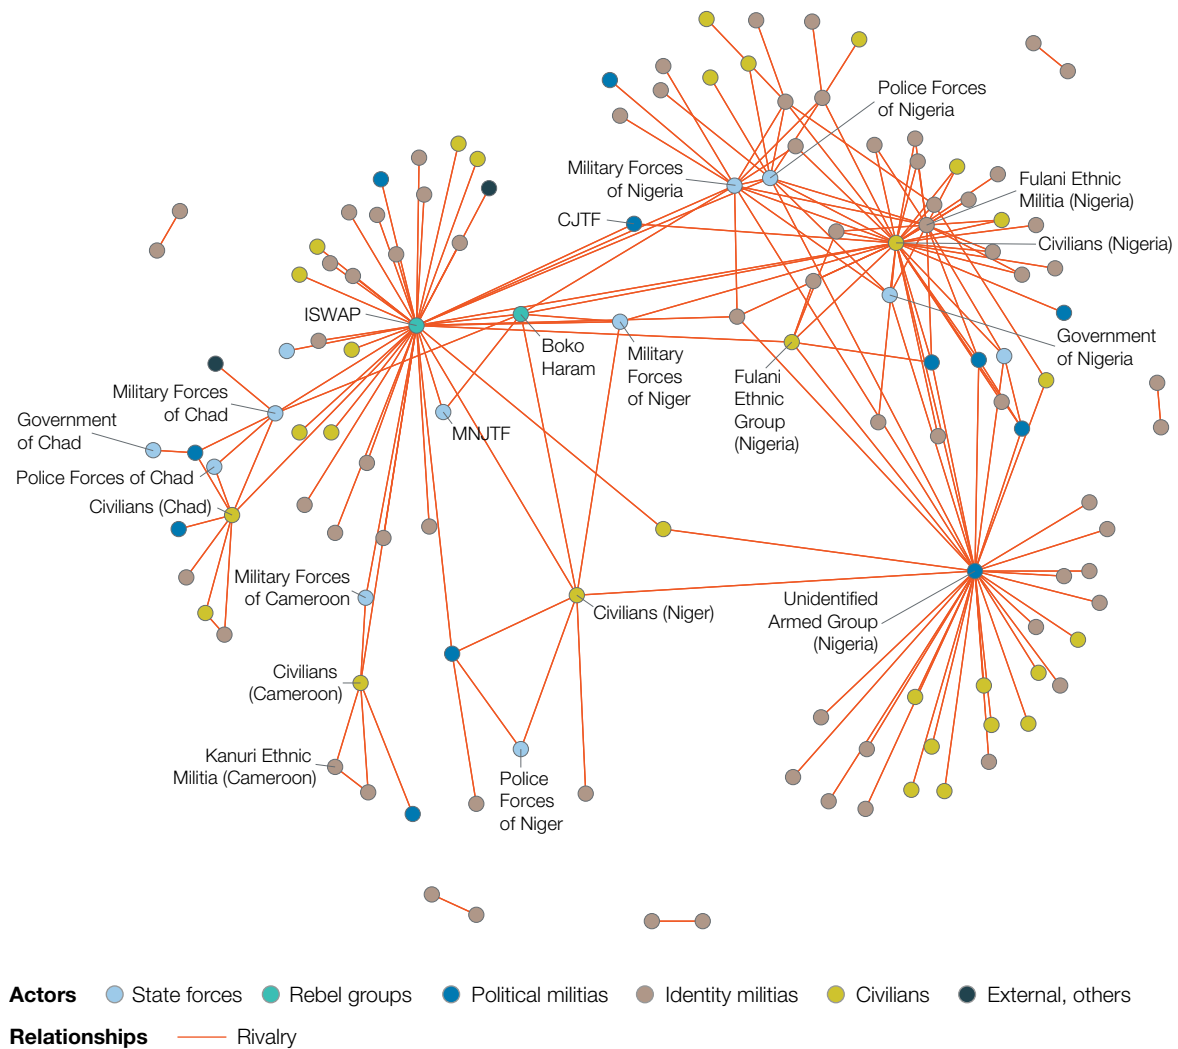 Police Forces
of Nigeria
Military Forces
of Nigeria
Fulani Ethnic
Militia (Nigeria)
CJTF
Civilians (Nigeria)
ISWAP
Boko
Haram
Military
Forces
of Niger
Government
of Nigeria
Fulani
Ethnic
Group
(Nigeria)
Military Forces
of Chad
Government
of Chad
MNJTF
Police Forces of Chad
Civilians (Chad)
Military Forces
of Cameroon
Civilians (Niger)
Unidentified
Armed Group
(Nigeria)
Civilians
(Cameroon)
Kanuri Ethnic
Militia (Cameroon)
Police
Forces
of Niger
Actors State forces Rebel groups Political militias Identity militias Civilians External, others
Relationships Rivalry